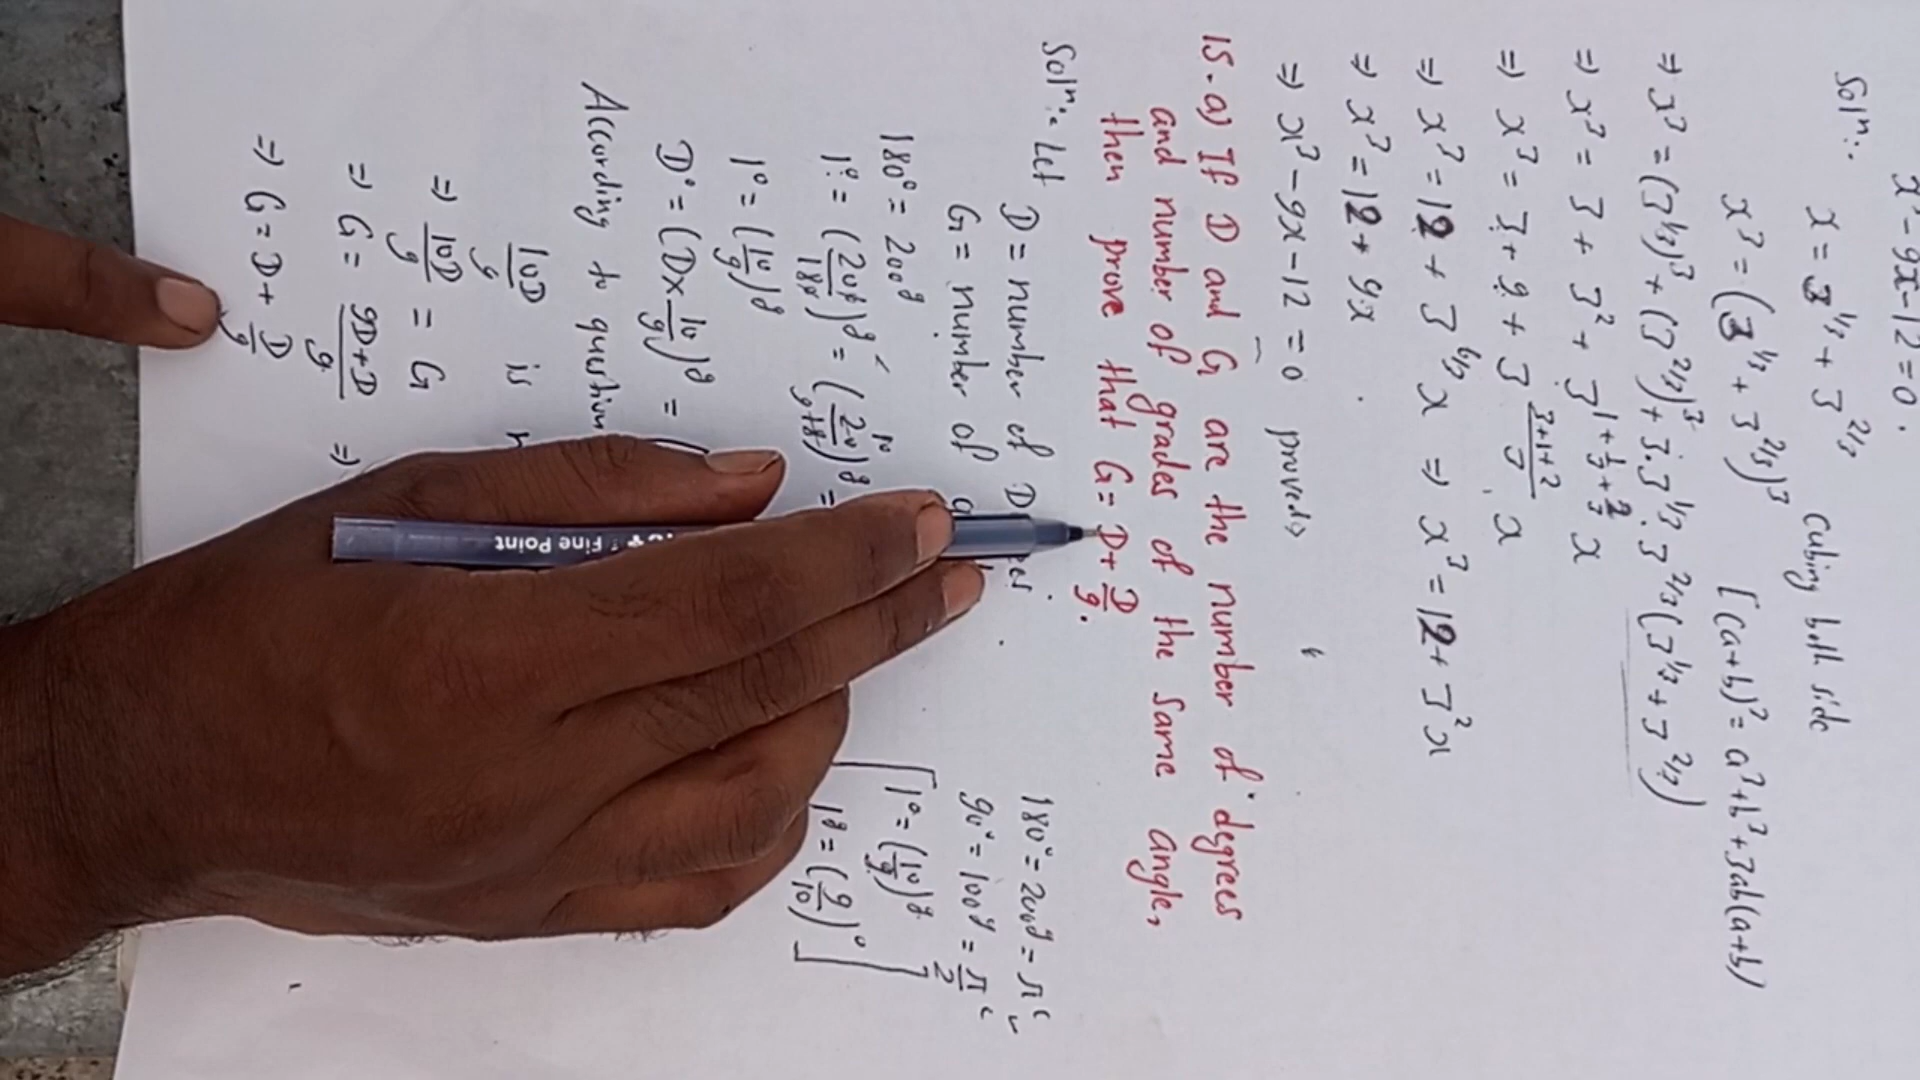 x³-9x-12=0.
Solⁿ:- x = 3^1/3 + 3^2/3 cubing both side
x³ = (3^1/3 + 3^2/3)³ [(a+b)³ = a³+b³+3ab(a+b)
⇒ x³ = (3^1/3)³ + (3^2/3)³ + 3.3^1/3.3^2/3(3^1/3 + 3^2/3)
⇒ x³ = 3 + 3² + 3^1+1/3+2/3 x
⇒ x³ = 3 + 9 + 3^(3+1+2)/3 x
⇒ x³ = 12 + 3^6/3 x ⇒ x³ = 12 + 3²x
⇒ x³ = 12 + 9x
⇒ x³ - 9x - 12 = 0 proved
15. a) If D and G are the number of degrees
and number of grades of the same angle,
then prove that G = D + D/9.
Solⁿ:- Let
D = number of
G = number of
180° = 200^g = π^c
90° = 100^g = π^c/2
180° = 200^g
1° = (200/180)^g = (20/9+8)^g =
1° = (10/9)^g
[1° = (10/9)^g
1^g = (9/10)°]
D° = (D×10/9)^g =
According to question
10D/9 is
⇒ 10D/9 = G
⇒ G = 9D+D/9 ⇒
⇒ G = D + D/9
Fine Point